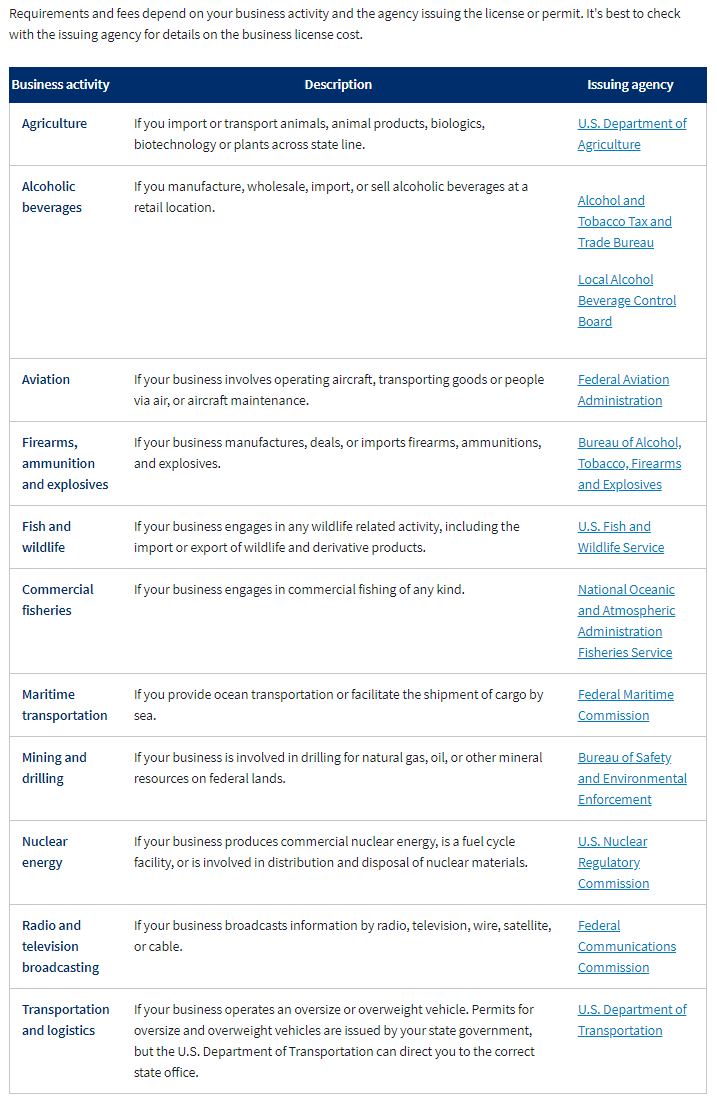 Requirements and fees depend on your business activity and the agency issuing the license or permit. It's best to check
with the issuing agency for details on the business license cost.
Business activity Description Issuing agency
Agriculture If you import or transport animals, animal products, biologics, U.S. Department of
biotechnology or plants across state line. Agriculture
Alcoholic If you manufacture, wholesale, import, or sell alcoholic beverages at a
beverages retail location.
Alcohol and
Tobacco Tax and
Trade Bureau
Local Alcohol
Beverage Control
Board
Aviation If your business involves operating aircraft, transporting goods or people Federal Aviation
via air, or aircraft maintenance. Administration
Firearms, If your business manufactures, deals, or imports firearms, ammunitions, Bureau of Alcohol,
ammunition and explosives. Tobacco, Firearms
and explosives and Explosives
Fish and If your business engages in any wildlife related activity, including the U.S. Fish and
wildlife import or export of wildlife and derivative products. Wildlife Service
Commercial If your business engages in commercial fishing of any kind. National Oceanic
fisheries and Atmospheric
Administration
Fisheries Service
Maritime If you provide ocean transportation or facilitate the shipment of cargo by Federal Maritime
transportation sea. Commission
Mining and If your business is involved in drilling for natural gas, oil, or other mineral Bureau of Safety
drilling resources on federal lands. and Environmental
Enforcement
Nuclear If your business produces commercial nuclear energy, is a fuel cycle U.S. Nuclear
energy facility, or is involved in distribution and disposal of nuclear materials. Regulatory
Commission
Radio and If your business broadcasts information by radio, television, wire, satellite, Federal
television or cable. Communications
broadcasting Commission
Transportation If your business operates an oversize or overweight vehicle. Permits for U.S. Department of
and logistics oversize and overweight vehicles are issued by your state government, Transportation
but the U.S. Department of Transportation can direct you to the correct
state office.